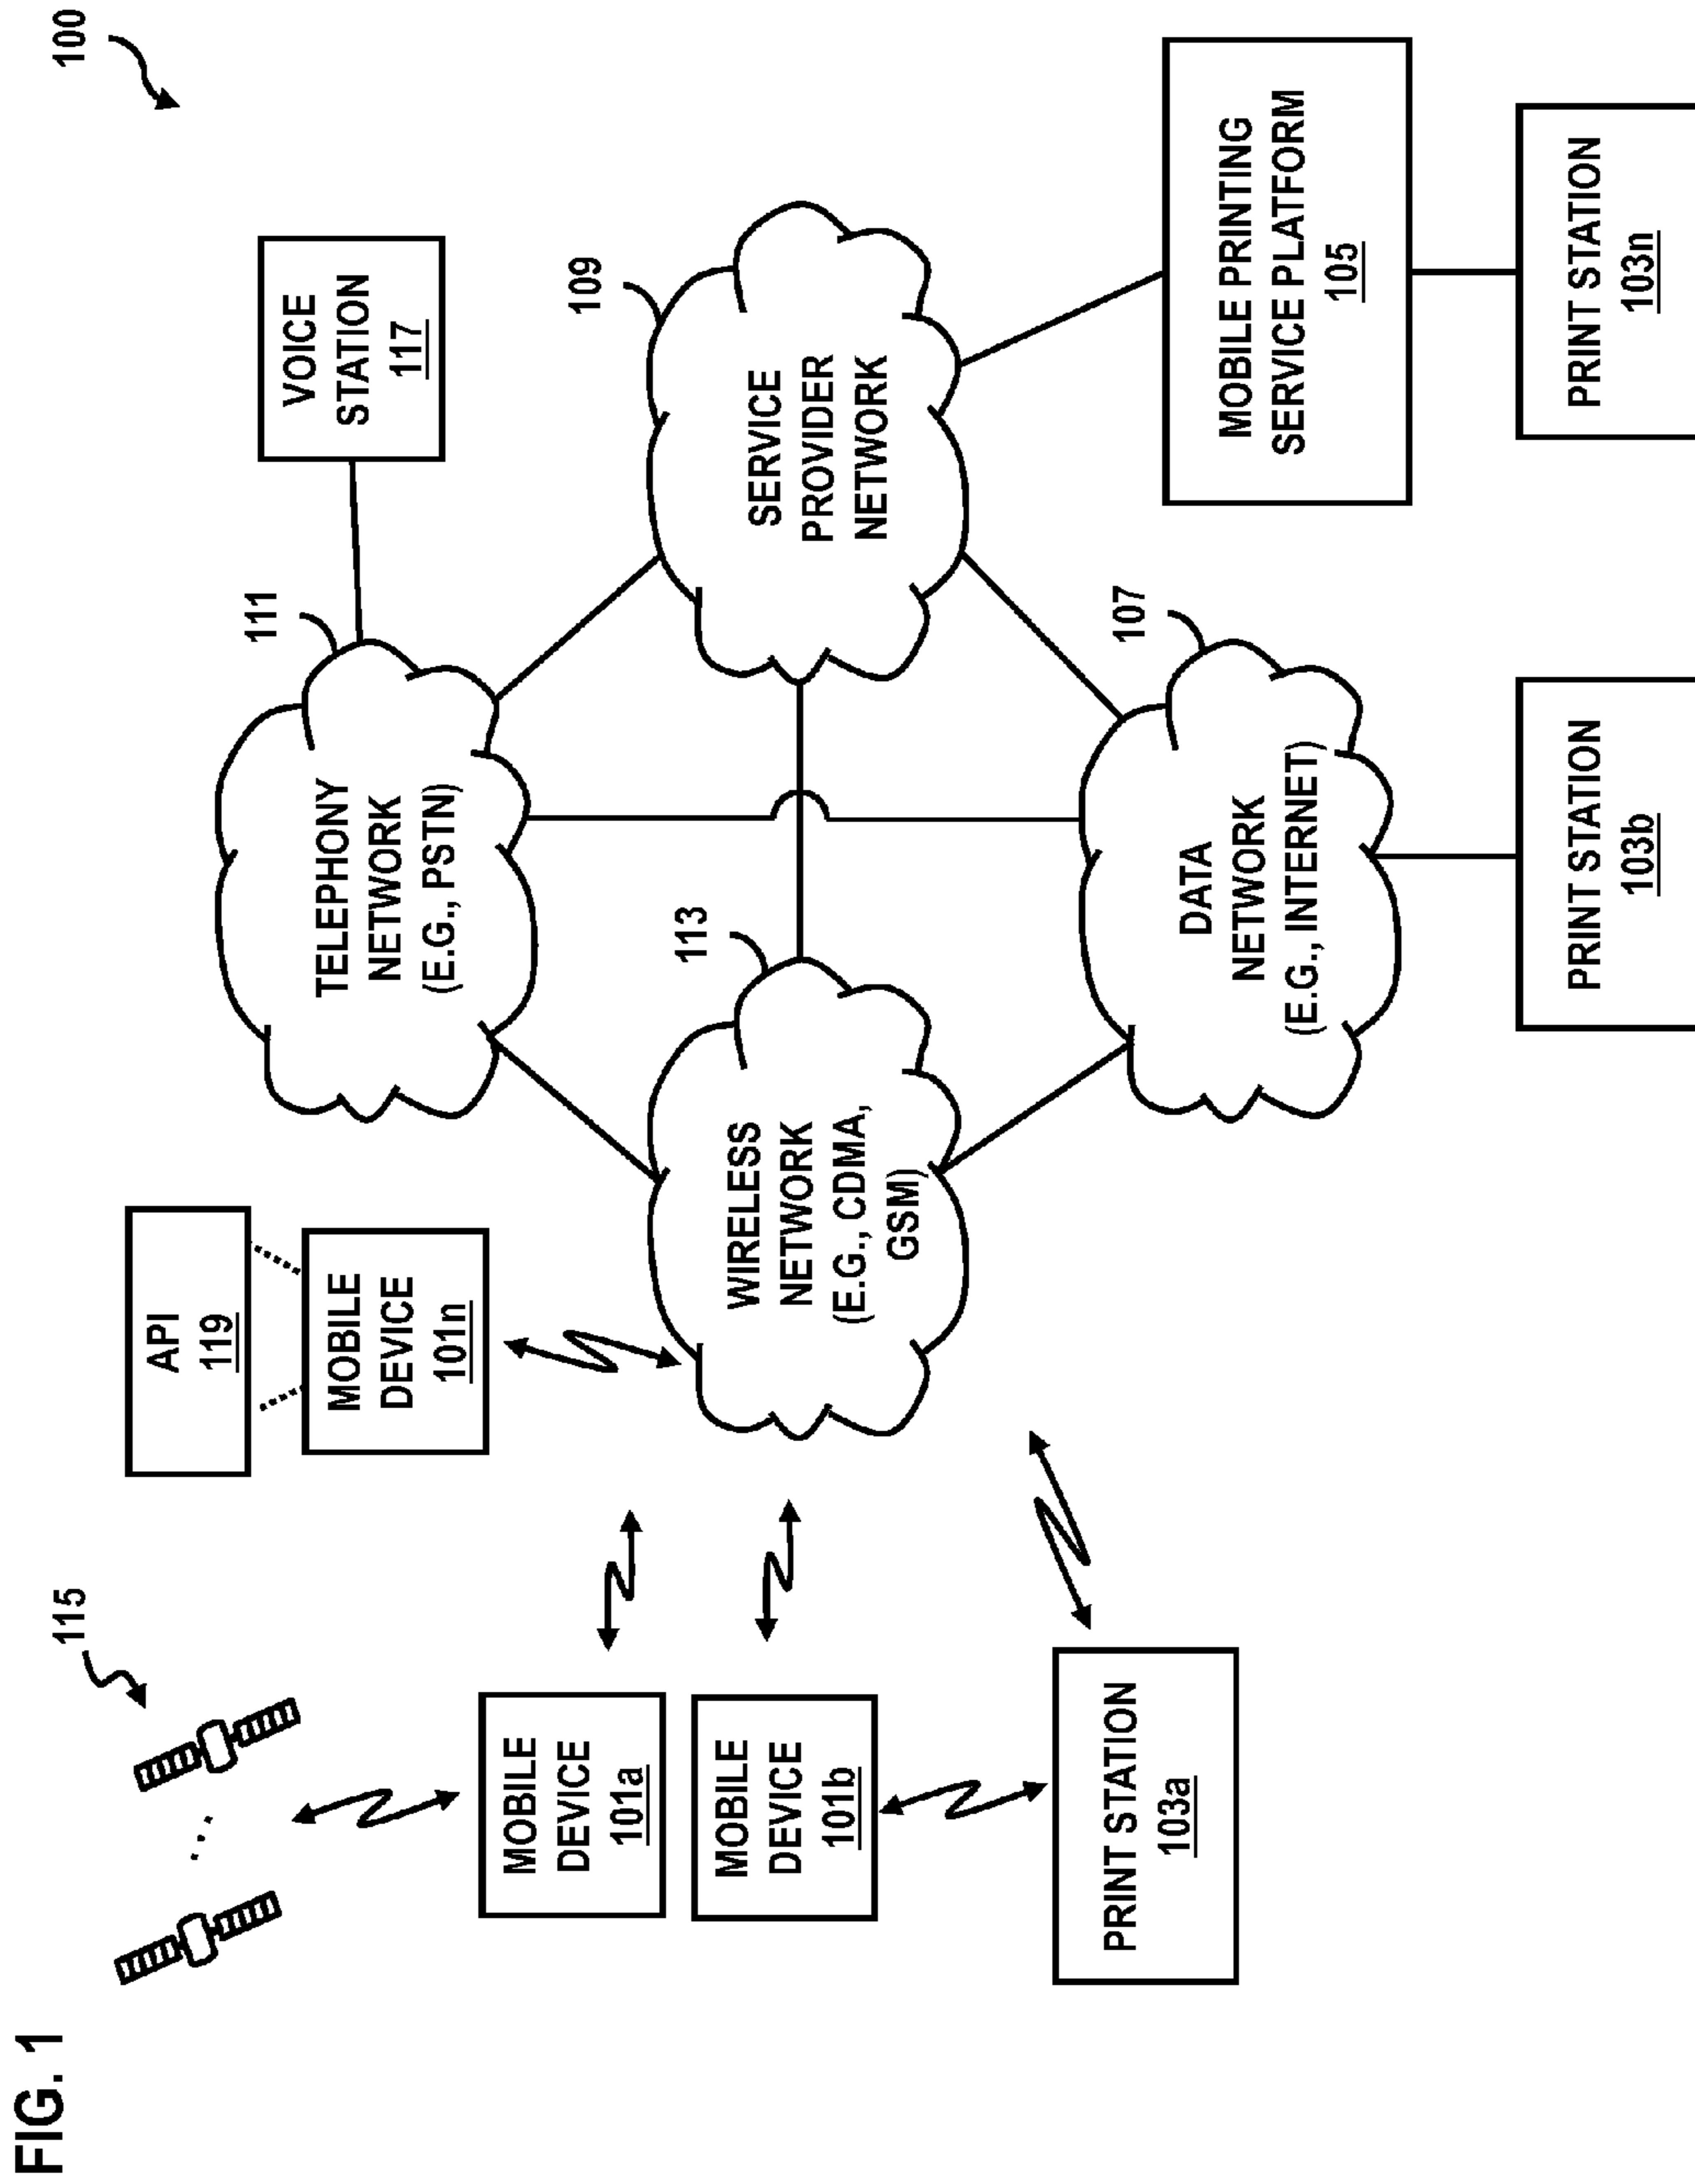 FIG. 1
100
115
API
119
MOBILE
DEVICE
101n
VOICE
STATION
117
111
TELEPHONY
NETWORK
(E.G., PSTN)
MOBILE
DEVICE
101a
MOBILE
DEVICE
101b
113
WIRELESS
NETWORK
(E.G., CDMA,
GSM)
109
SERVICE
PROVIDER
NETWORK
107
DATA
NETWORK
(E.G., INTERNET)
PRINT STATION
103a
MOBILE PRINTING
SERVICE PLATFORM
105
PRINT STATION
103b
PRINT STATION
103n